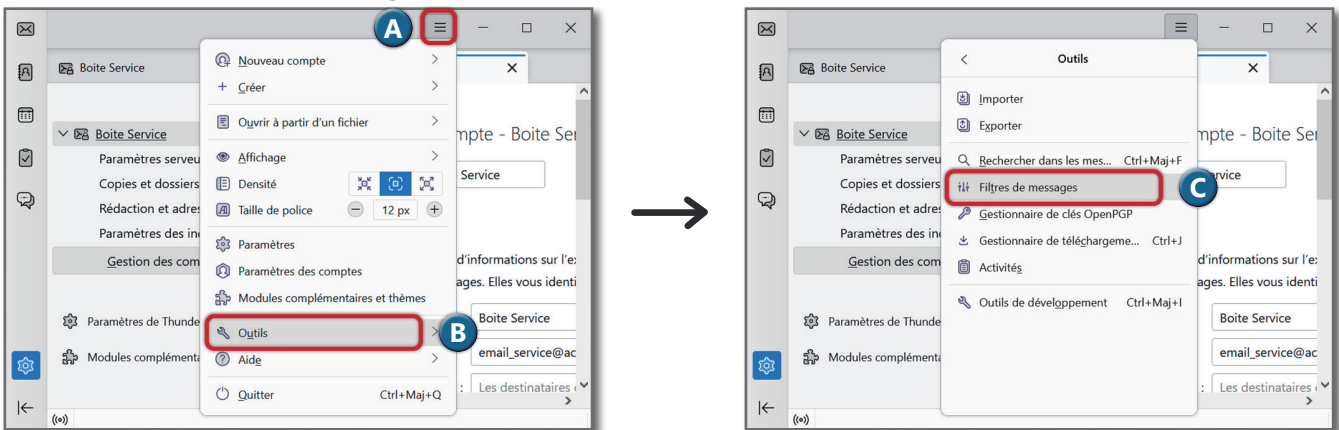 A
Boite Service
Nouveau compte
Créer
Ouvrir à partir d'un fichier
mpte - Boite Ser
Boite Service
Affichage
Paramètres serveu
Densité
Service
Copies et dossiers
Taille de police
12 px
Rédaction et adres
Paramètres des in
Paramètres
Gestion des com
Paramètres des comptes
d'informations sur l'ex
ages. Elles vous identi
Modules complémentaires et thèmes
Paramètres de Thunde
Boite Service
Outils
B
Modules complémenta
Aide
email_service@ac
Quitter
Ctrl+Maj+Q
: Les destinataires
Boite Service
Outils
Importer
Exporter
mpte - Boite Ser
Boite Service
Paramètres serveu
Rechercher dans les mes...
Ctrl+Maj+F
ervice
Copies et dossiers
Filtres de messages
C
Rédaction et adres
Gestionnaire de clés OpenPGP
Paramètres des in
Gestionnaire de téléchargeme...
Ctrl+J
Gestion des com
Activités
d'informations sur l'ex
ages. Elles vous identi
Outils de développement
Ctrl+Maj+I
Paramètres de Thunde
Boite Service
Modules complémenta
email_service@ac
: Les destinataires